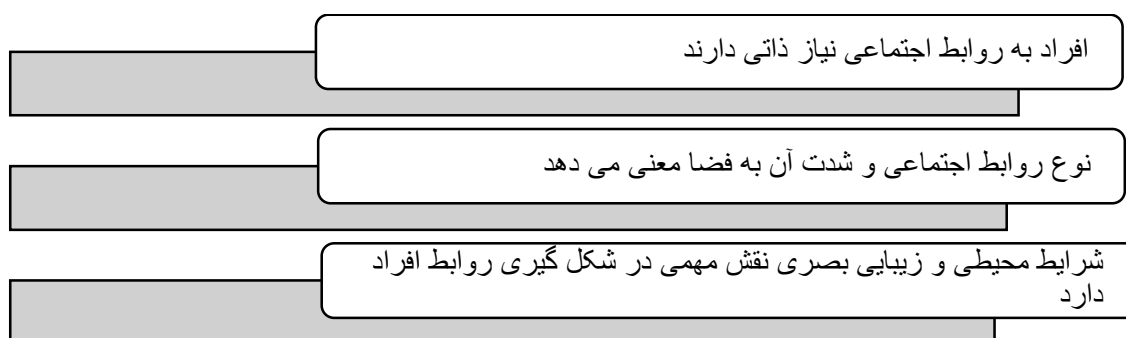 افراد به روابط اجتماعی نیاز ذاتی دارند
نوع روابط اجتماعی و شدت آن به فضا معنی می دهد
شرایط محیطی و زیبایی بصری نقش مهمی در شکل گیری روابط افراد
دارد